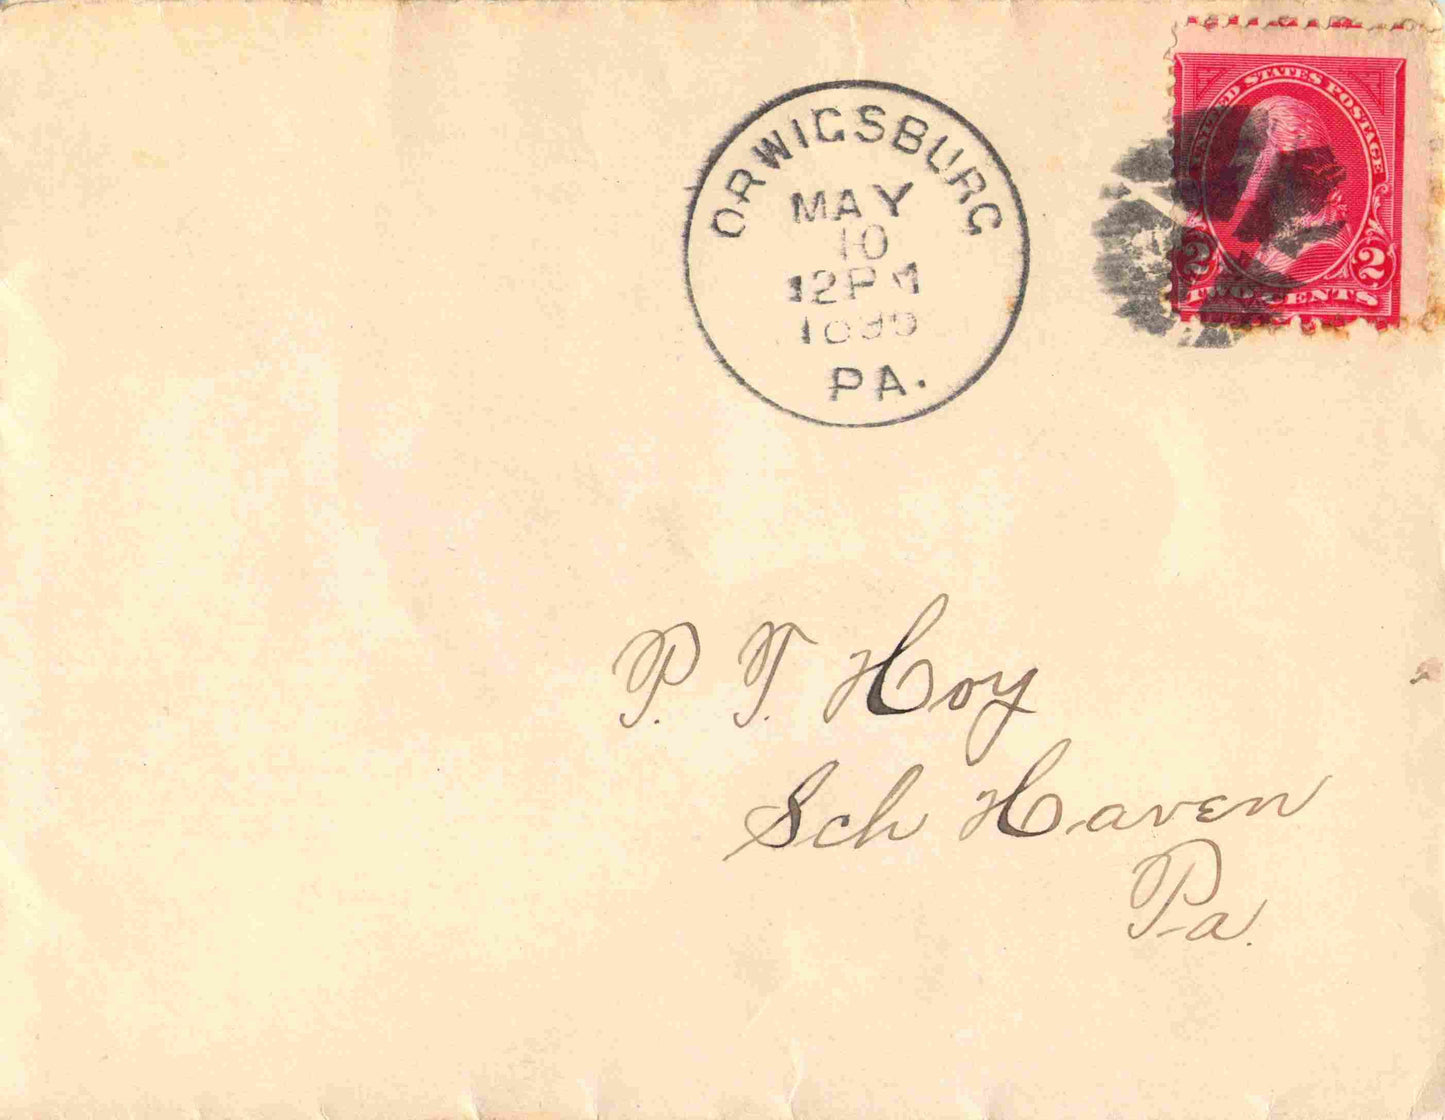 UNITED STATES POSTAGE
2 2
TWO CENTS
ORWIGSBURG
MAY
10
12PM
PA.
P. T. Hoy
Sch Haven
Pa.